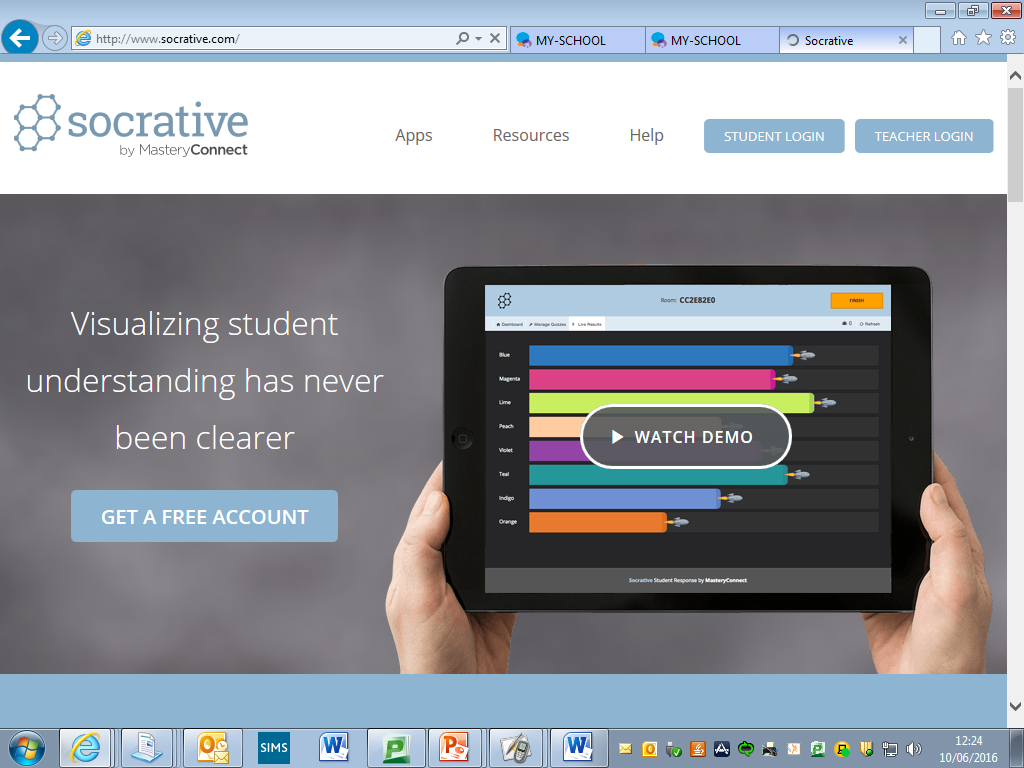 http://www.socrative.com/
MY-SCHOOL
MY-SCHOOL
Socrative
socrative
by MasteryConnect
Apps
Resources
Help
STUDENT LOGIN
TEACHER LOGIN
Visualizing student
understanding has never
been clearer
GET A FREE ACCOUNT
Room: CC2E82E0
FINISH
Dashboard
Manage Quizzes
Live Results
0
Refresh
Blue
Magenta
Lime
Peach
Violet
Teal
Indigo
Orange
WATCH DEMO
Socrative Student Response by MasteryConnect
SIMS
12:24
10/06/2016